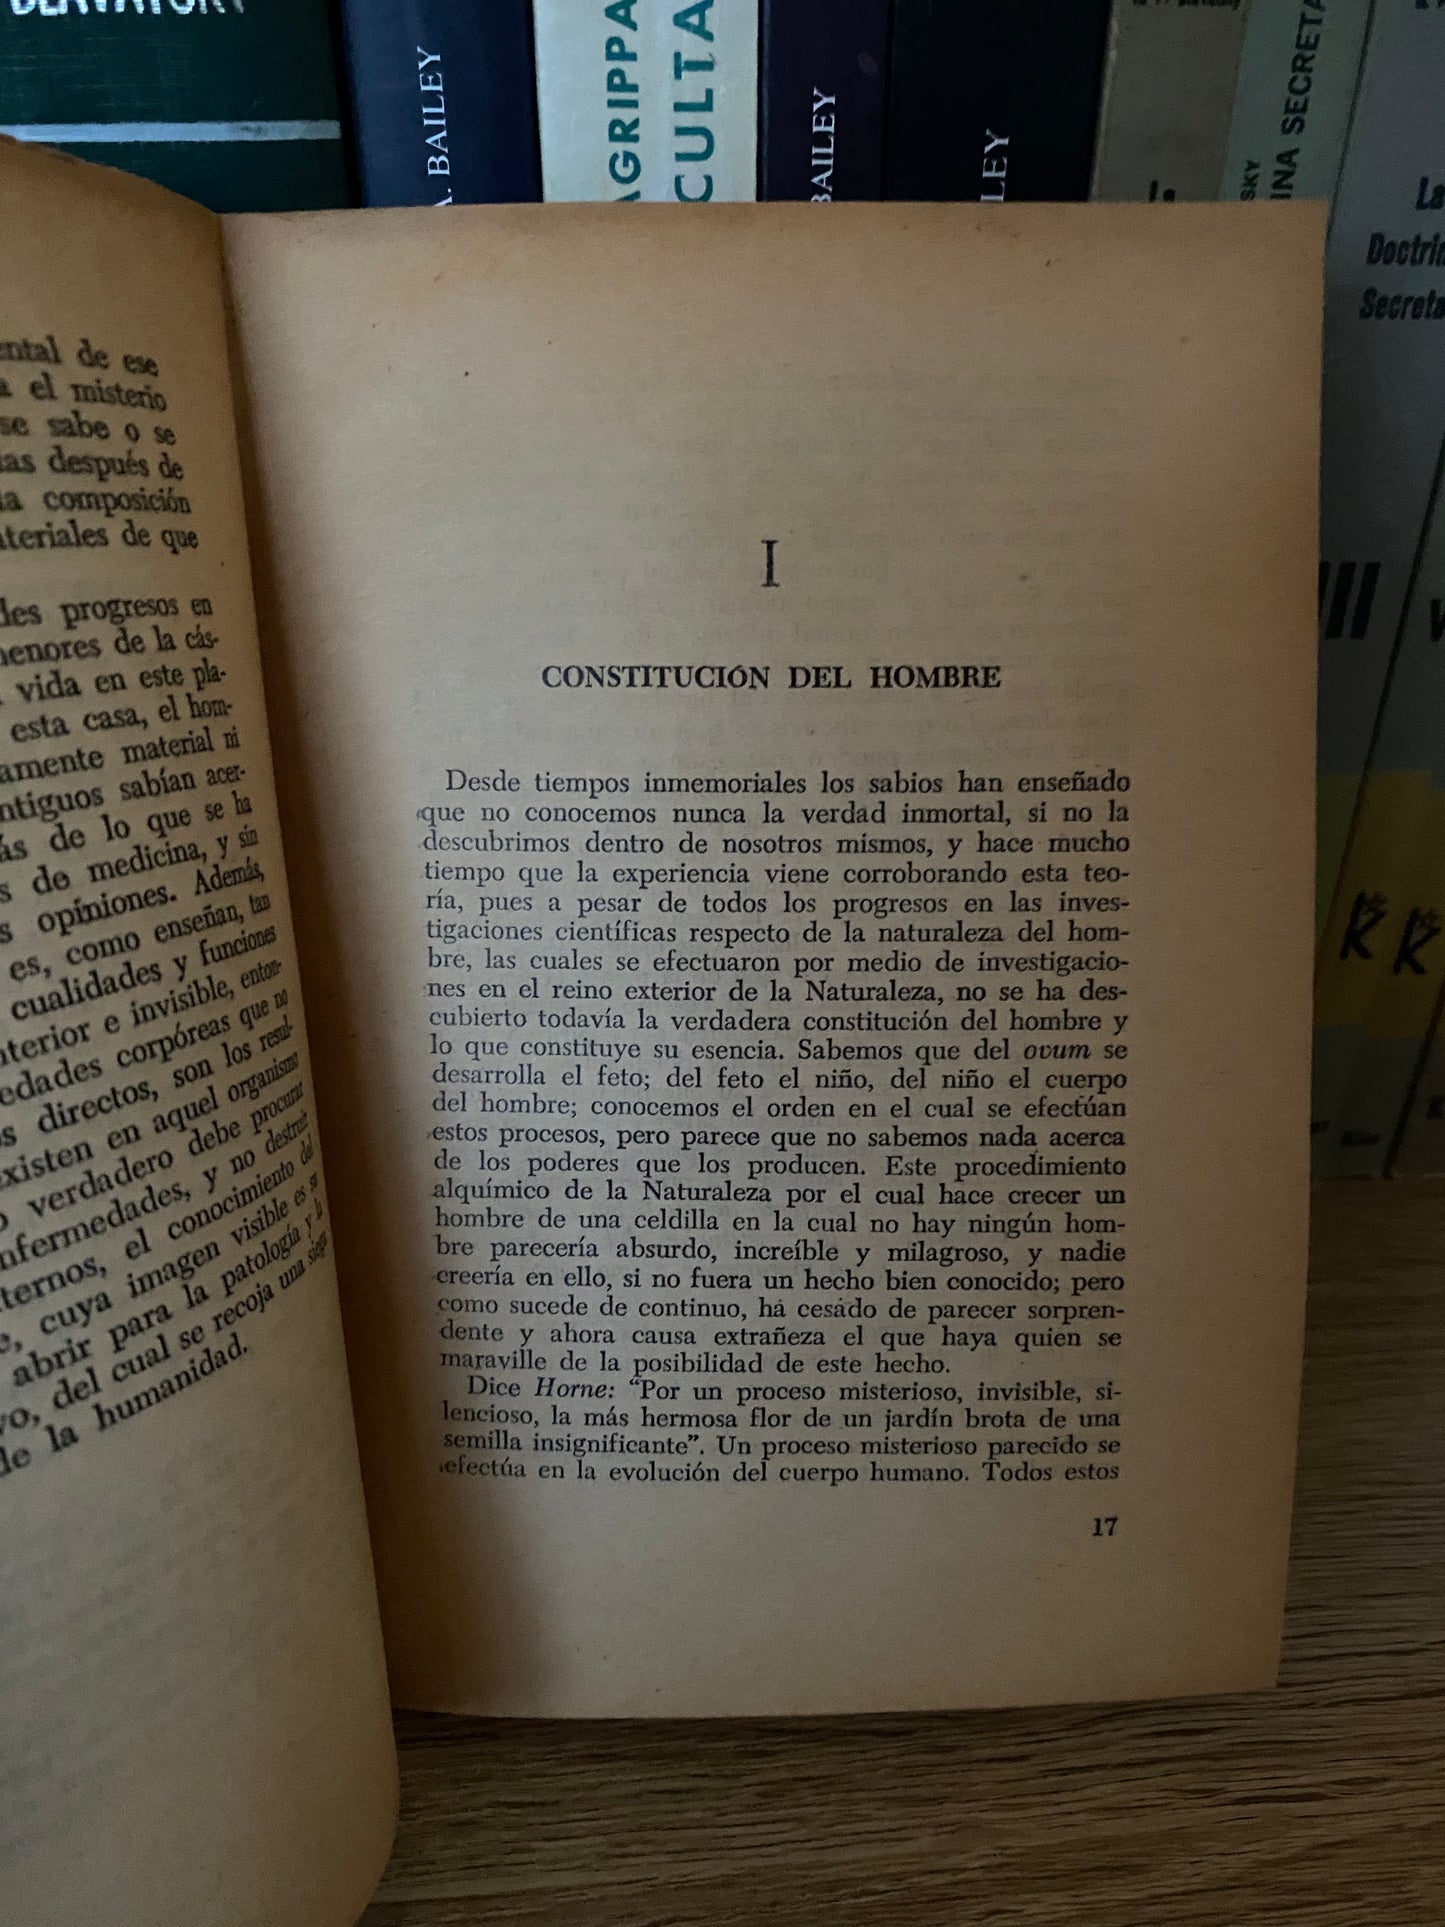 A. BAILEY
AGRIPPA
CULTA
BAILEY
LEY
SKY
INA SECRETA
La
Doctrin
Secreta
III
ental de ese
a el misterio
se sabe o se
as después de
la composición
ateriales de que
des progresos en
menores de la cás-
vida en este pla-
esta casa, el hom-
amente material ni
ntiguos sabían acer-
ás de lo que se ha
s de medicina, y sin
s opiniones. Además,
es, como enseñan, tan
cualidades y funciones
nterior e invisible, enton-
edades corpóreas que no
os directos, son los resul-
existen en aquel organismo
o verdadero debe procurar
nfermedades, y no destruir
ternos, el conocimiento del
e, cuya imagen visible es su
abrir para la patología y la
vo, del cual se recoja una siega
de la humanidad.
I
CONSTITUCIÓN DEL HOMBRE
Desde tiempos inmemoriales los sabios han enseñado
que no conocemos nunca la verdad inmortal, si no la
descubrimos dentro de nosotros mismos, y hace mucho
tiempo que la experiencia viene corroborando esta teo-
ría, pues a pesar de todos los progresos en las inves-
tigaciones científicas respecto de la naturaleza del hom-
bre, las cuales se efectuaron por medio de investigacio-
nes en el reino exterior de la Naturaleza, no se ha des-
cubierto todavía la verdadera constitución del hombre y
lo que constituye su esencia. Sabemos que del ovum se
desarrolla el feto; del feto el niño, del niño el cuerpo
del hombre; conocemos el orden en el cual se efectúan
estos procesos, pero parece que no sabemos nada acerca
de los poderes que los producen. Este procedimiento
alquímico de la Naturaleza por el cual hace crecer un
hombre de una celdilla en la cual no hay ningún hom-
bre parecería absurdo, increíble y milagroso, y nadie
creería en ello, si no fuera un hecho bien conocido; pero
como sucede de continuo, ha cesado de parecer sorpren-
dente y ahora causa extrañeza el que haya quien se
maraville de la posibilidad de este hecho.
Dice Horne: “Por un proceso misterioso, invisible, si-
lencioso, la más hermosa flor de un jardín brota de una
semilla insignificante”. Un proceso misterioso parecido se
efectúa en la evolución del cuerpo humano. Todos estos
17